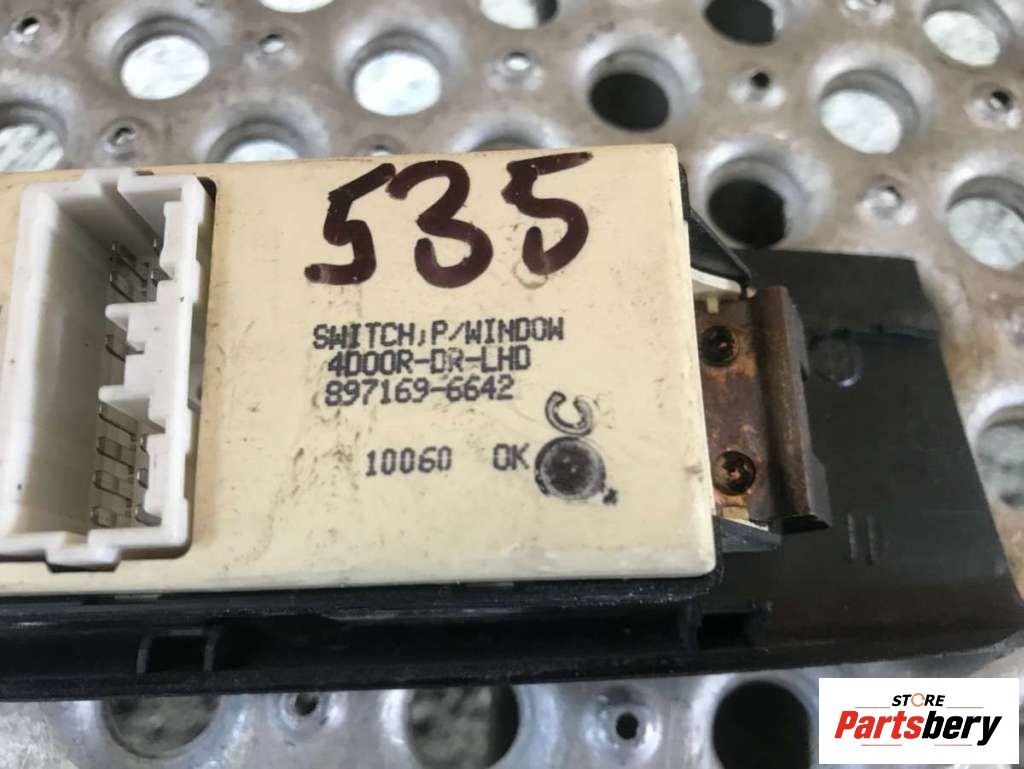 535
SWITCH;P/WINDOW
4DOOR-DR-LHD
897169-6642
10060 OK
C
STORE
Partsbery